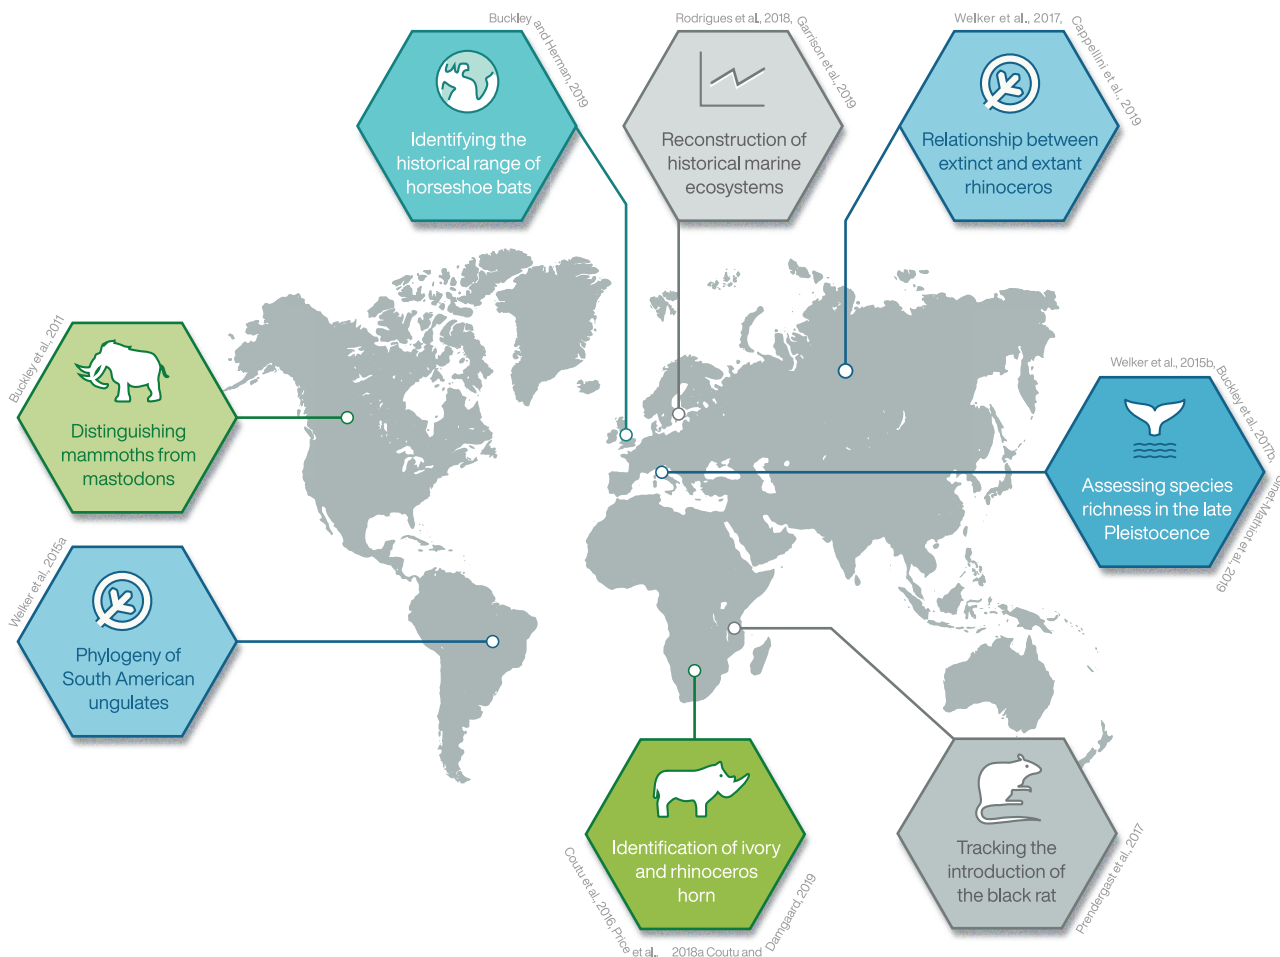 Buckley and Herman, 2019
Identifying the
historical range of
horseshoe bats
Rodrigues et al., 2018, Garrison et al., 2019
Reconstruction of
historical marine
ecosystems
Welker et al., 2017, Cappellini et al., 2019
Relationship between
extinct and extant
rhinoceros
Buckley et al., 2011
Distinguishing
mammoths from
mastodons
Welker et al., 2015b, Buckley et al., 2017b, Sinet-Mathiot et al., 2019
Assessing species
richness in the late
Pleistocence
Welker et al., 2015a
Phylogeny of
South American
ungulates
Identification of ivory
and rhinoceros
horn
Coutu et al., 2016, Price et al., 2018a Coutu and Damgaard, 2019
Tracking the
introduction of
the black rat
Prendergast et al., 2017